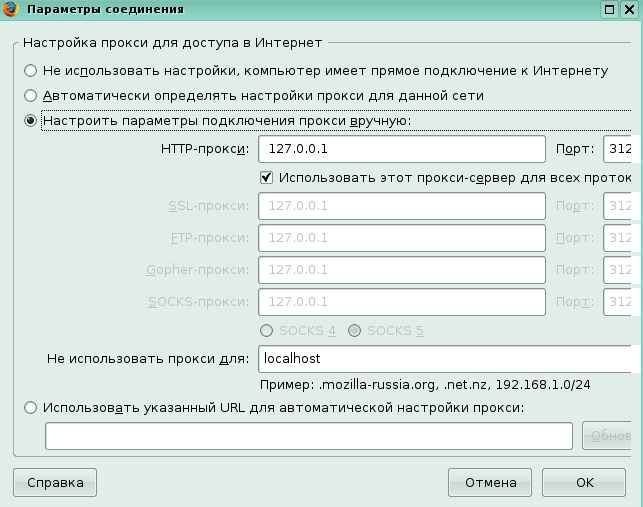 Параметры соединения
Настройка прокси для доступа в Интернет
Не использовать настройки, компьютер имеет прямое подключение к Интернету
Автоматически определять настройки прокси для данной сети
Настроить параметры подключения прокси вручную:
HTTP-прокси: 127.0.0.1 Порт: 312
Использовать этот прокси-сервер для всех проток
SSL-прокси: 127.0.0.1 Порт: 312
FTP-прокси: 127.0.0.1 Порт: 312
Gopher-прокси: 127.0.0.1 Порт: 312
SOCKS-прокси: 127.0.0.1 Порт: 312
SOCKS 4 SOCKS 5
Не использовать прокси для: localhost
Пример: .mozilla-russia.org, .net.nz, 192.168.1.0/24
Использовать указанный URL для автоматической настройки прокси:
Обнов
Справка Отмена OK